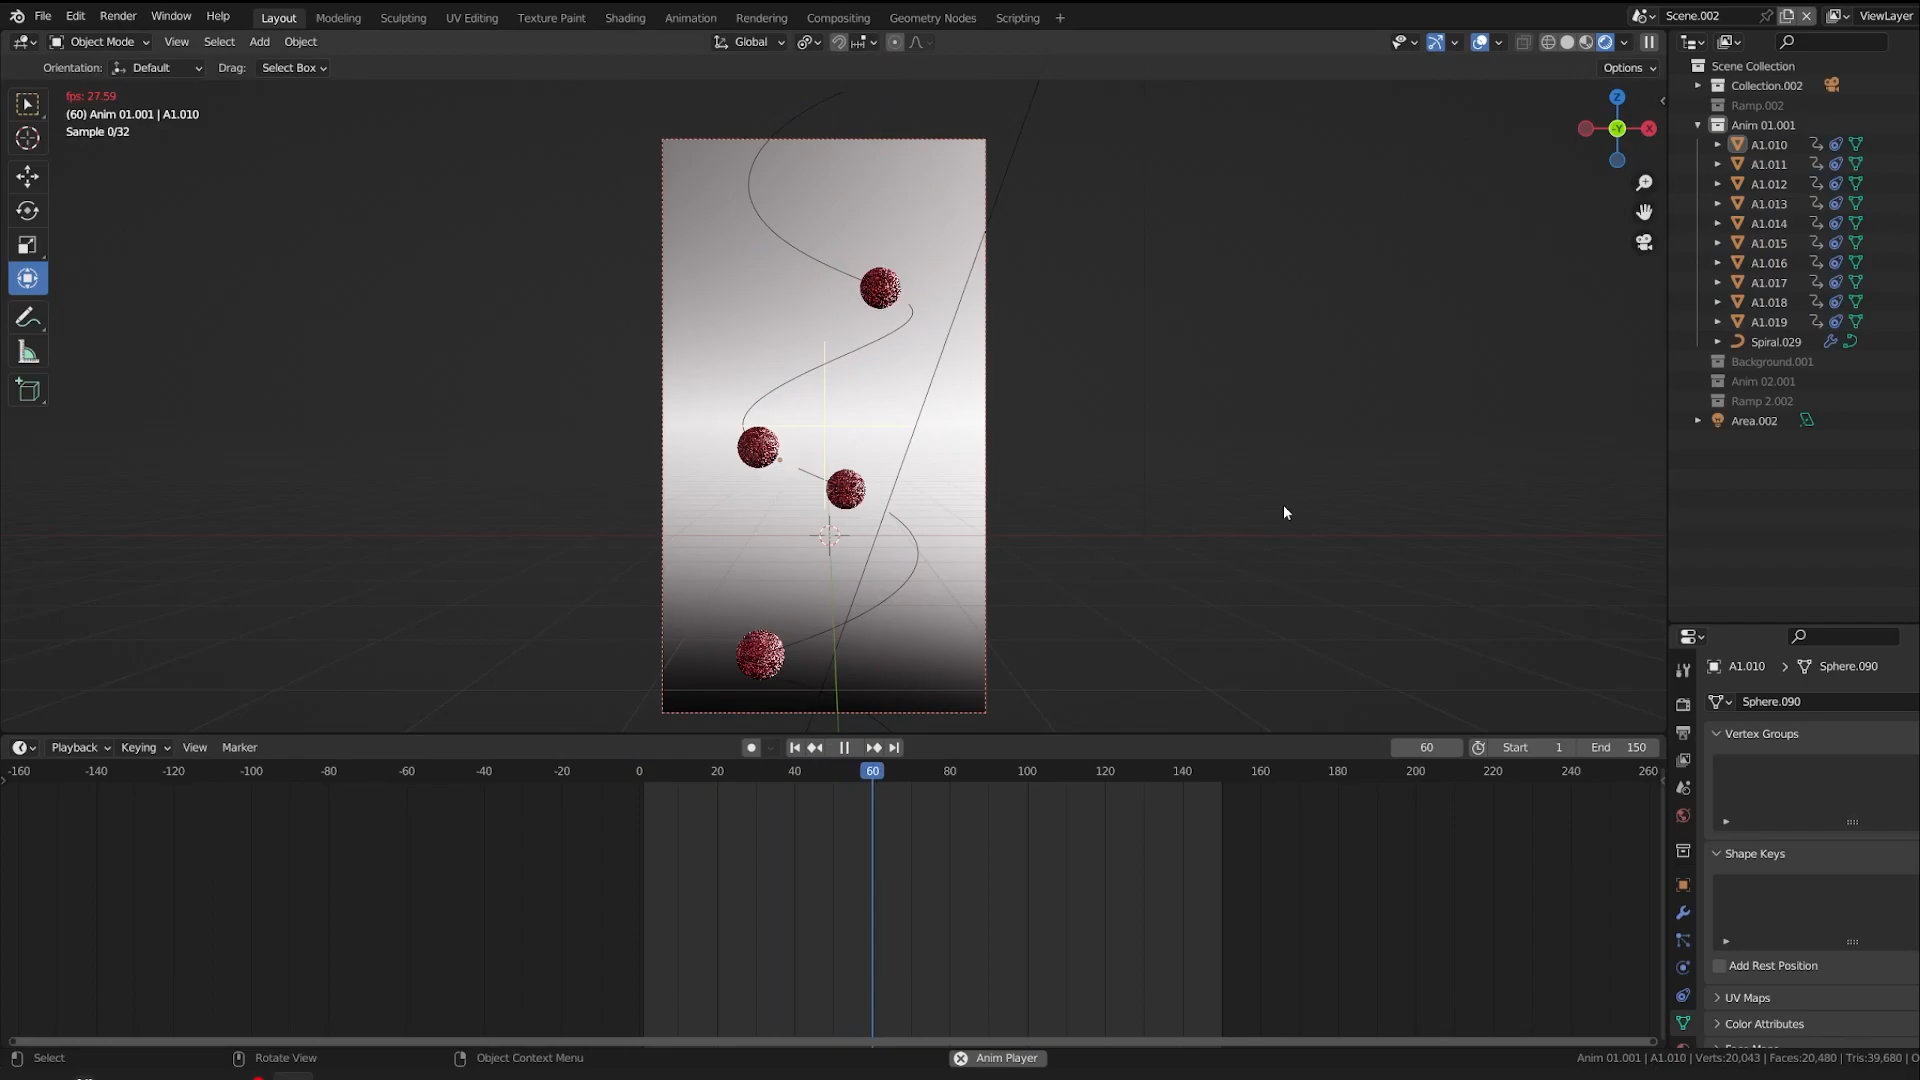 File Edit Render Window Help Layout Modeling Sculpting UV Editing Texture Paint Shading Animation Rendering Compositing Geometry Nodes Scripting + Scene.002 ViewLayer
Object Mode View Select Add Object Global
Orientation: Default Drag: Select Box Options
fps: 27.59
(60) Anim 01.001 | A1.010
Sample 0/32
Z
-Y
X
Scene Collection
Collection.002
Ramp.002
Anim 01.001
A1.010
A1.011
A1.012
A1.013
A1.014
A1.015
A1.016
A1.017
A1.018
A1.019
Spiral.029
Background.001
Anim 02.001
Ramp 2.002
Area.002
A1.010 > Sphere.090
Sphere.090
Vertex Groups
Shape Keys
Add Rest Position
UV Maps
Color Attributes
Playback Keying View Marker 60 Start 1 End 150
-160 -140 -120 -100 -80 -60 -40 -20 0 20 40 60 80 100 120 140 160 180 200 220 240 260
Select Rotate View Object Context Menu Anim Player Anim 01.001 | A1.010 | Verts:20,043 | Faces:20,480 | Tris:39,680 | O